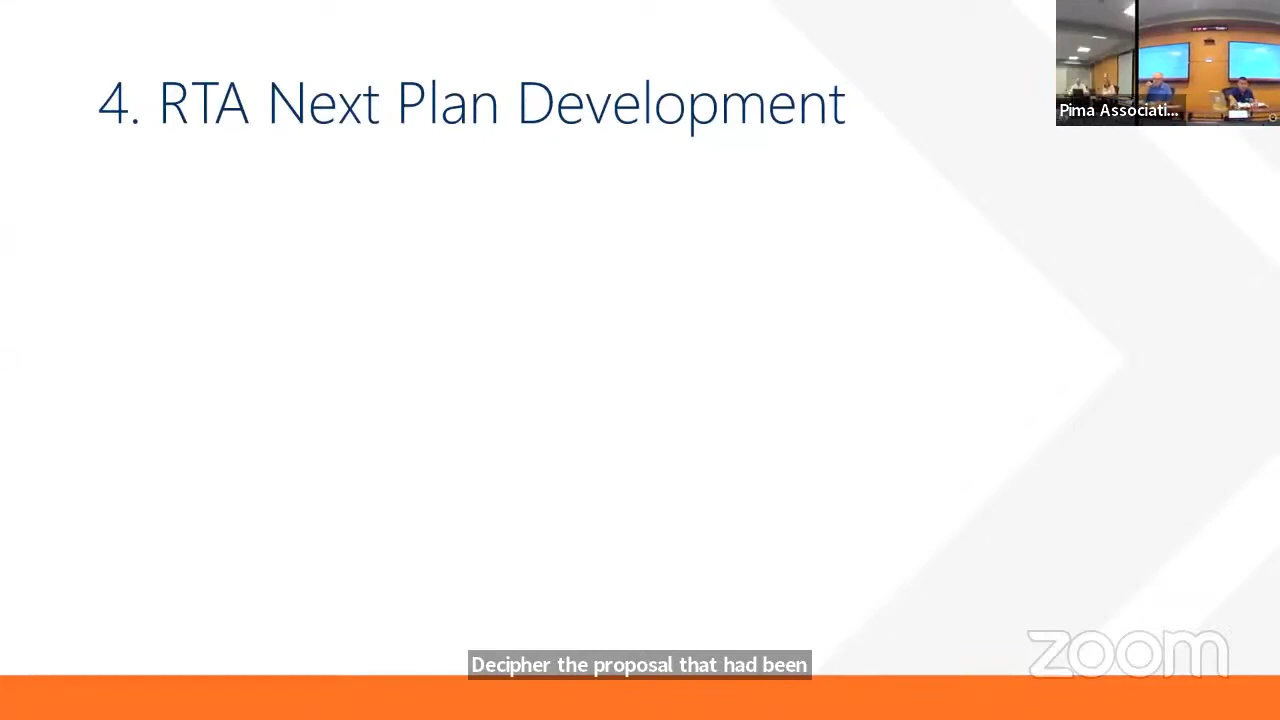 4. RTA Next Plan Development
Pima Associati...
Decipher the proposal that had been
zoom